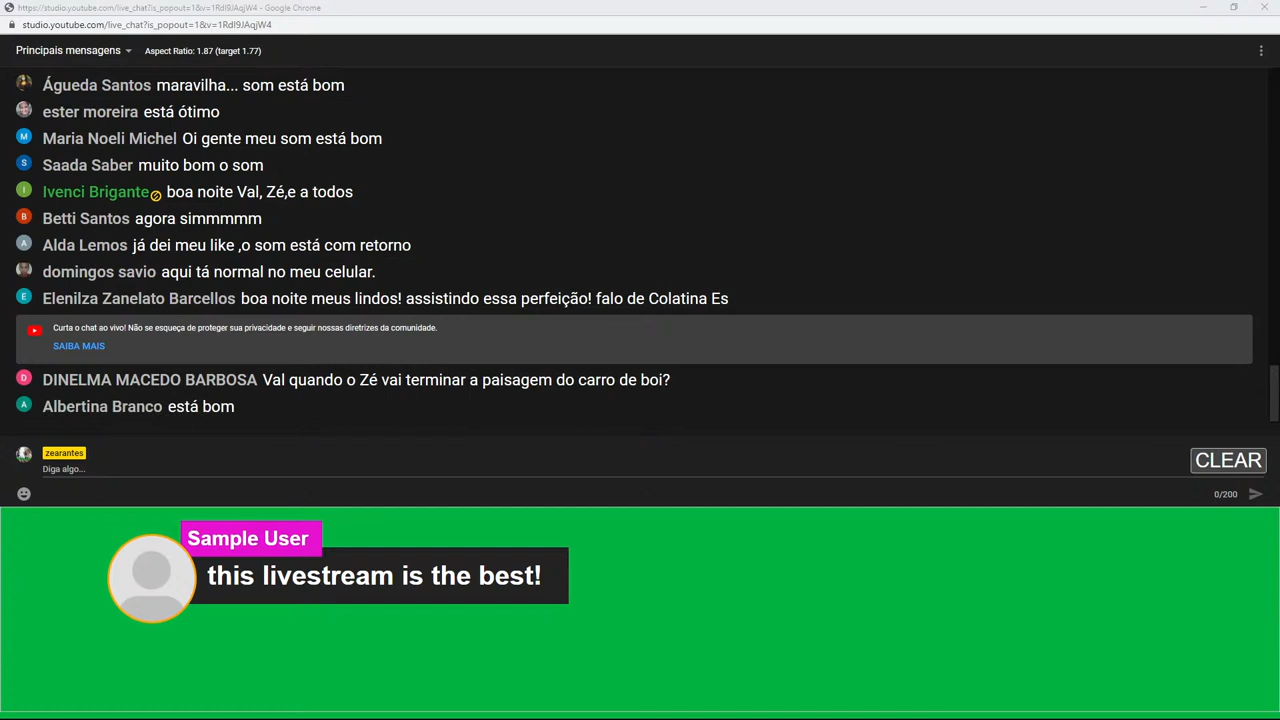 https://studio.youtube.com/live_chat?is_popout=1&v=1RdI9JAqjW4 - Google Chrome
studio.youtube.com/live_chat?is_popout=1&v=1RdI9JAqjW4
Principais mensagens
Aspect Ratio: 1.87 (target 1.77)
Águeda Santos maravilha... som está bom
ester moreira está ótimo
M Maria Noeli Michel Oi gente meu som está bom
S Saada Saber muito bom o som
I Ivenci Brigante boa noite Val, Zé,e a todos
B Betti Santos agora simmmmm
A Alda Lemos já dei meu like ,o som está com retorno
domingos savio aqui tá normal no meu celular.
E Elenilza Zanelato Barcellos boa noite meus lindos! assistindo essa perfeição! falo de Colatina Es
Curta o chat ao vivo! Não se esqueça de proteger sua privacidade e seguir nossas diretrizes da comunidade.
SAIBA MAIS
D DINELMA MACEDO BARBOSA Val quando o Zé vai terminar a paisagem do carro de boi?
A Albertina Branco está bom
zearantes
Diga algo...
CLEAR
0/200
Sample User
this livestream is the best!